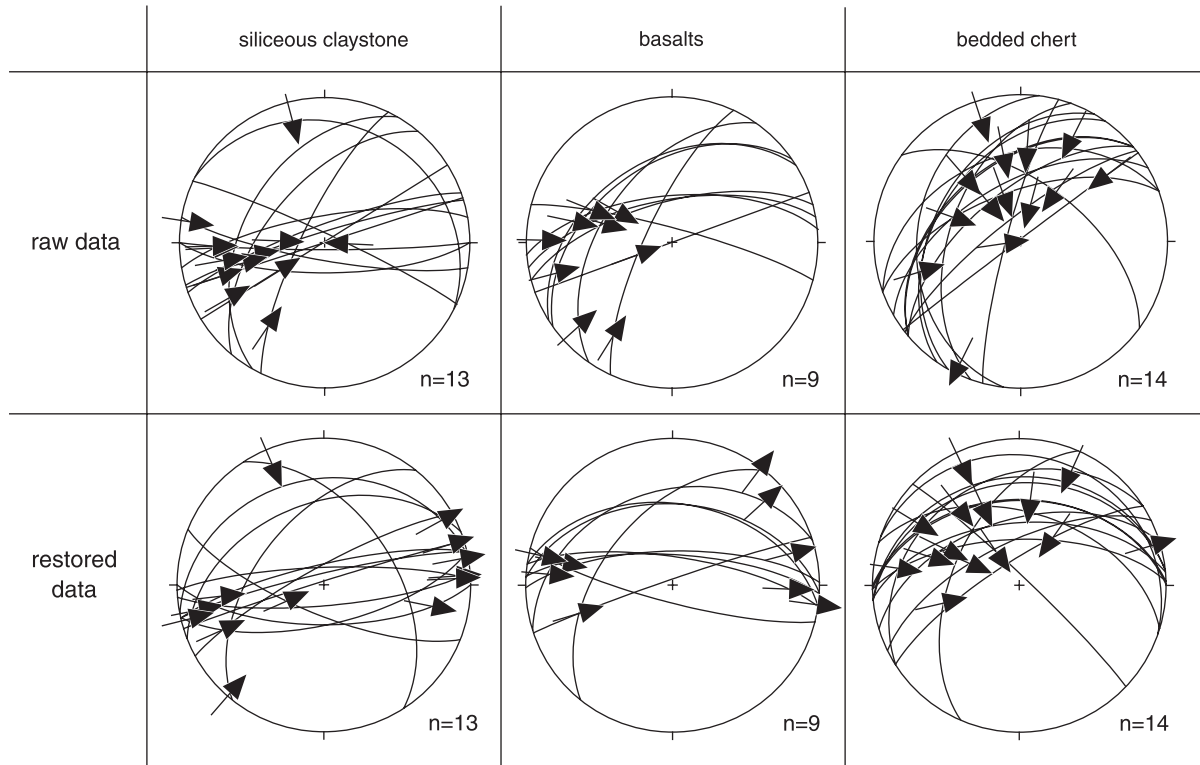 siliceous claystone
basalts
bedded chert
raw data
n=13
n=9
n=14
restored
data
n=13
n=9
n=14